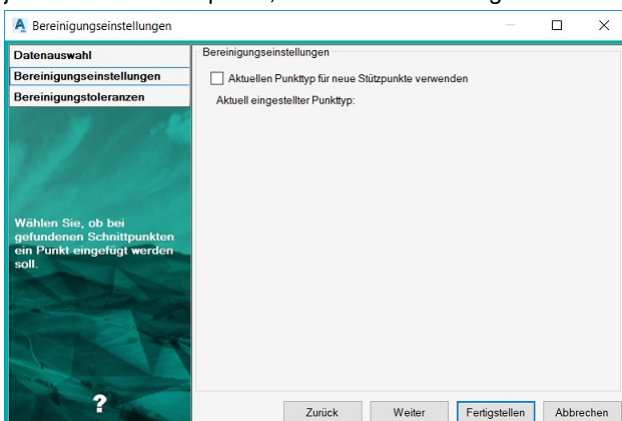 Bereinigungseinstellungen
Datenauswahl
Bereinigungseinstellungen
Bereinigungstoleranzen
Wählen Sie, ob bei
gefundenen Schnittpunkten
ein Punkt eingefügt werden
soll.
?
Bereinigungseinstellungen
Aktuellen Punkttyp für neue Stützpunkte verwenden
Aktuell eingestellter Punkttyp:
Zurück Weiter Fertigstellen Abbrechen